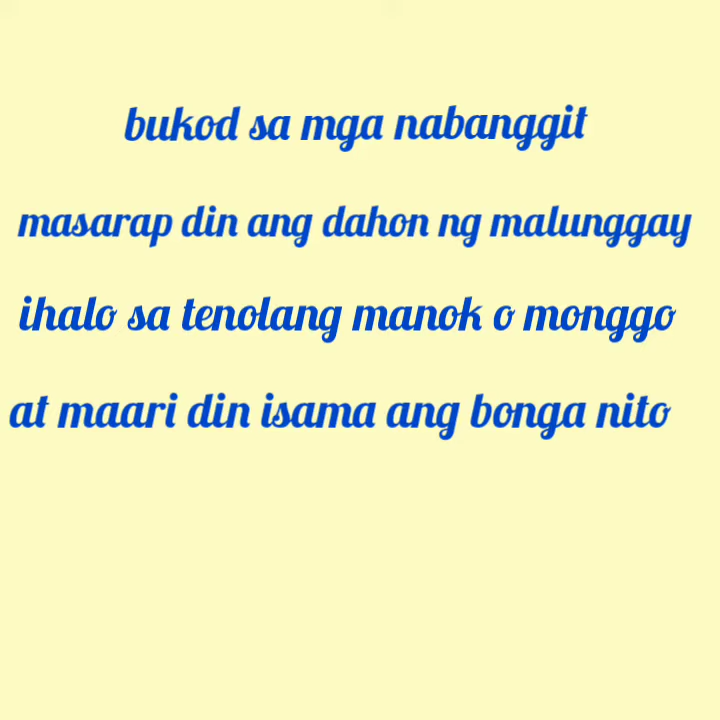 bukod sa mga nabanggit
masarap din ang dahon ng malunggay
ihalo sa tenolang manok o monggo
at maari din isama ang bonga nito